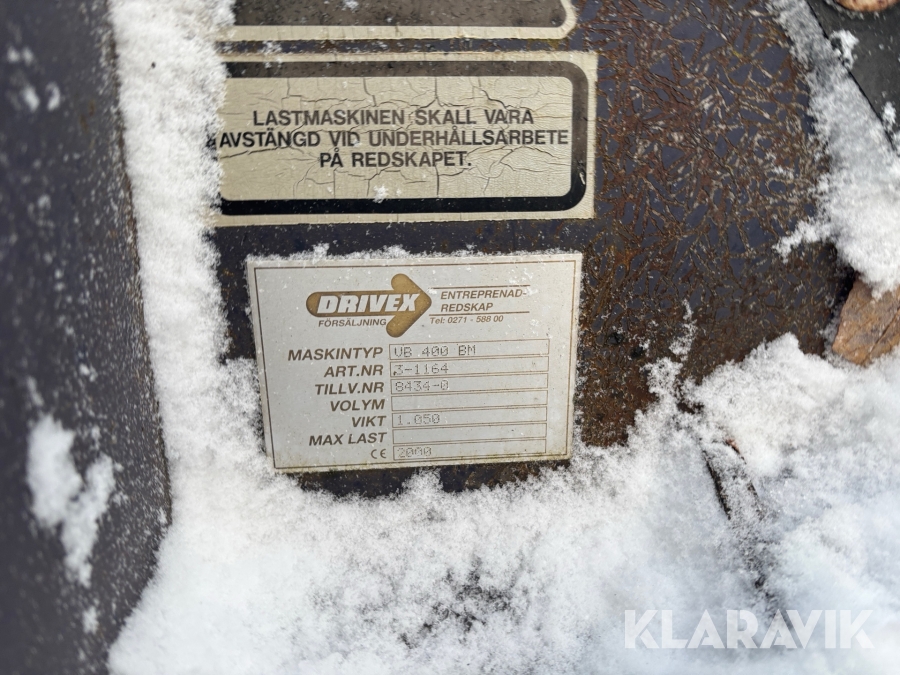 LASTMASKINEN SKALL VARA
AVSTÄNGD VID UNDERHÅLLSARBETE
PÅ REDSKAPET.
DRIVEX
FÖRSÄLJNING
ENTREPRENAD-
REDSKAP
Tel: 0271 - 588 00
MASKINTYP VB 400 BM
ART.NR 3-1164
TILLV.NR 8434-0
VOLYM
VIKT 1.050
MAX LAST
CE 2000
KLARAVIK